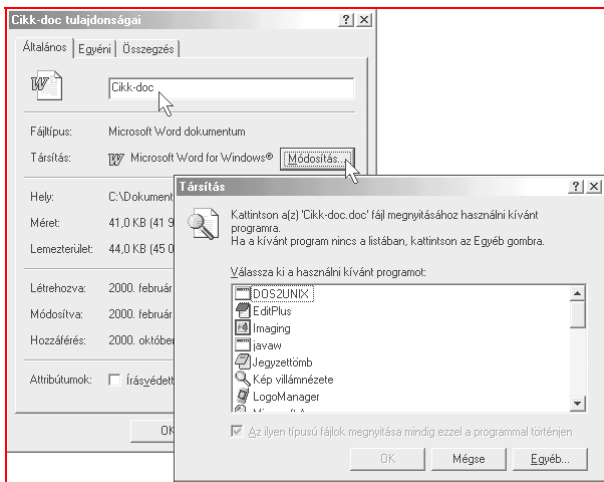 Cikk-doc tulajdonságai
Általános Egyéni Összegzés
Cikk-doc
Fájltípus: Microsoft Word dokumentum
Társítás: Microsoft Word for Windows® Módosítás...
Hely: C:\Dokument
Méret: 41,0 KB (41 9
Lemezterület: 44,0 KB (45 0
Létrehozva: 2000. február
Módosítva: 2000. február
Hozzáférés: 2000. október
Attribútumok: Írásvédett
OK
Társítás
Kattintson a(z) 'Cikk-doc.doc' fájl megnyitásához használni kívánt
programra.
Ha a kívánt program nincs a listában, kattintson az Egyéb gombra.
Válassza ki a használni kívánt programot:
DOS2UNIX
EditPlus
Imaging
javaw
Jegyzettömb
Kép villámnézete
LogoManager
Az ilyen típusú fájlok megnyitása mindig ezzel a programmal történjen
OK Mégse Egyéb...